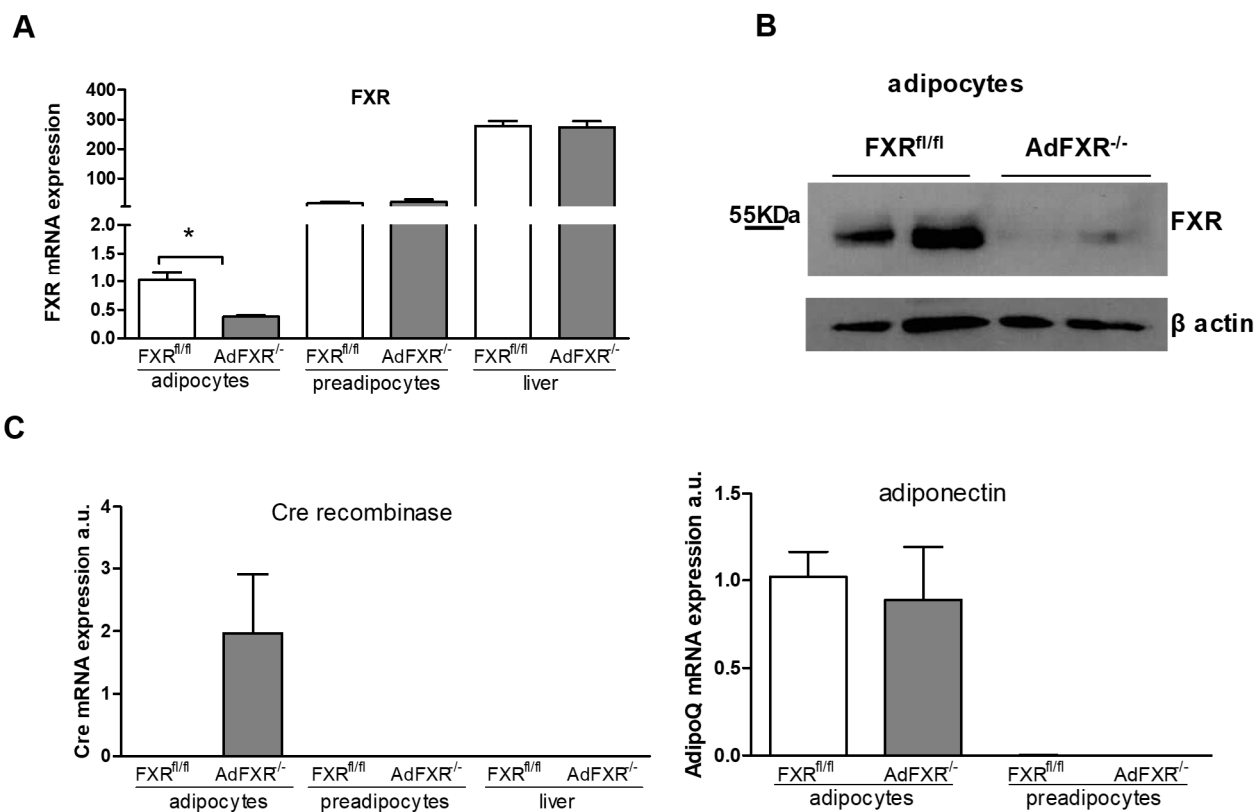 A
FXR
FXR mRNA expression
400
300
200
100
2.0
1.5
1.0
0.5
0.0
*
FXRfl/fl AdFXR-/- FXRfl/fl AdFXR-/- FXRfl/fl AdFXR-/-
adipocytes preadipocytes liver
B
adipocytes
FXRfl/fl AdFXR-/-
55KDa
FXR
β actin
C
Cre recombinase
Cre mRNA expression a.u.
4
3
2
1
0
FXRfl/fl AdFXR-/- FXRfl/fl AdFXR-/- FXRfl/fl AdFXR-/-
adipocytes preadipocytes liver
adiponectin
AdipoQ mRNA expression a.u.
1.5
1.0
0.5
0.0
FXRfl/fl AdFXR-/- FXRfl/fl AdFXR-/-
adipocytes preadipocytes